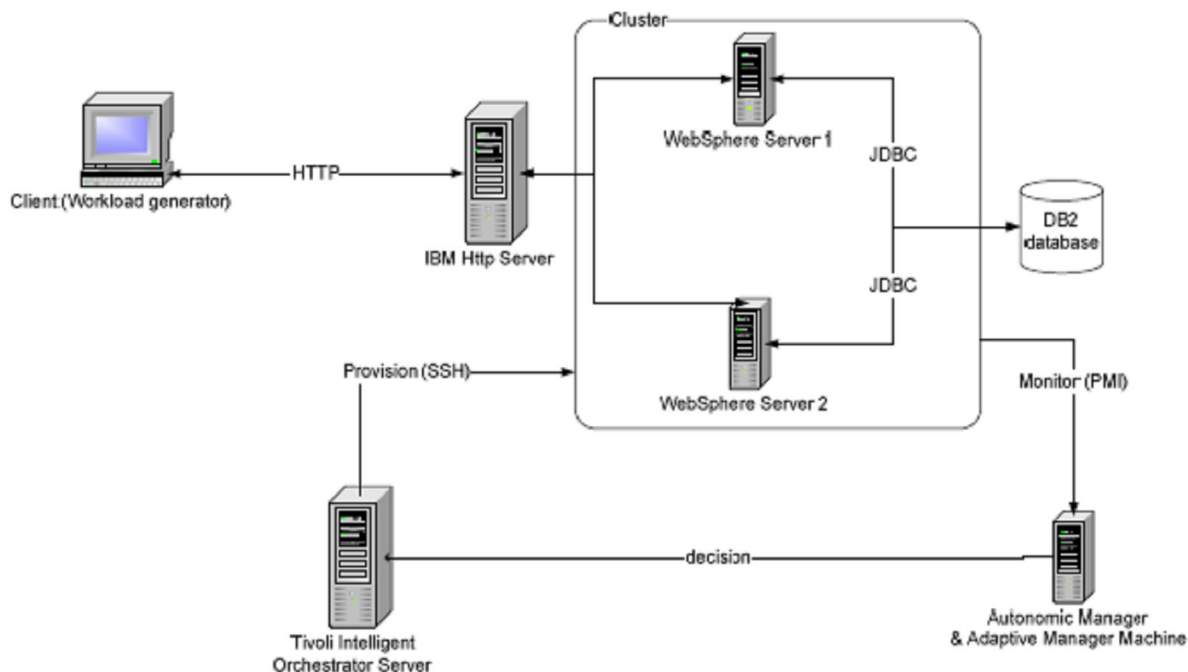 Cluster
WebSphere Server 1
HTTP
JDBC
Client.(Workload generator)
DB2
database
IBM Http Server
JDBC
Provision (SSH)
Monitor (PMI)
WebSphere Server 2
decision
Tivoli Intelligent
Orchestrator Server
Autonomic Manager
& Adaptive Manager Machine